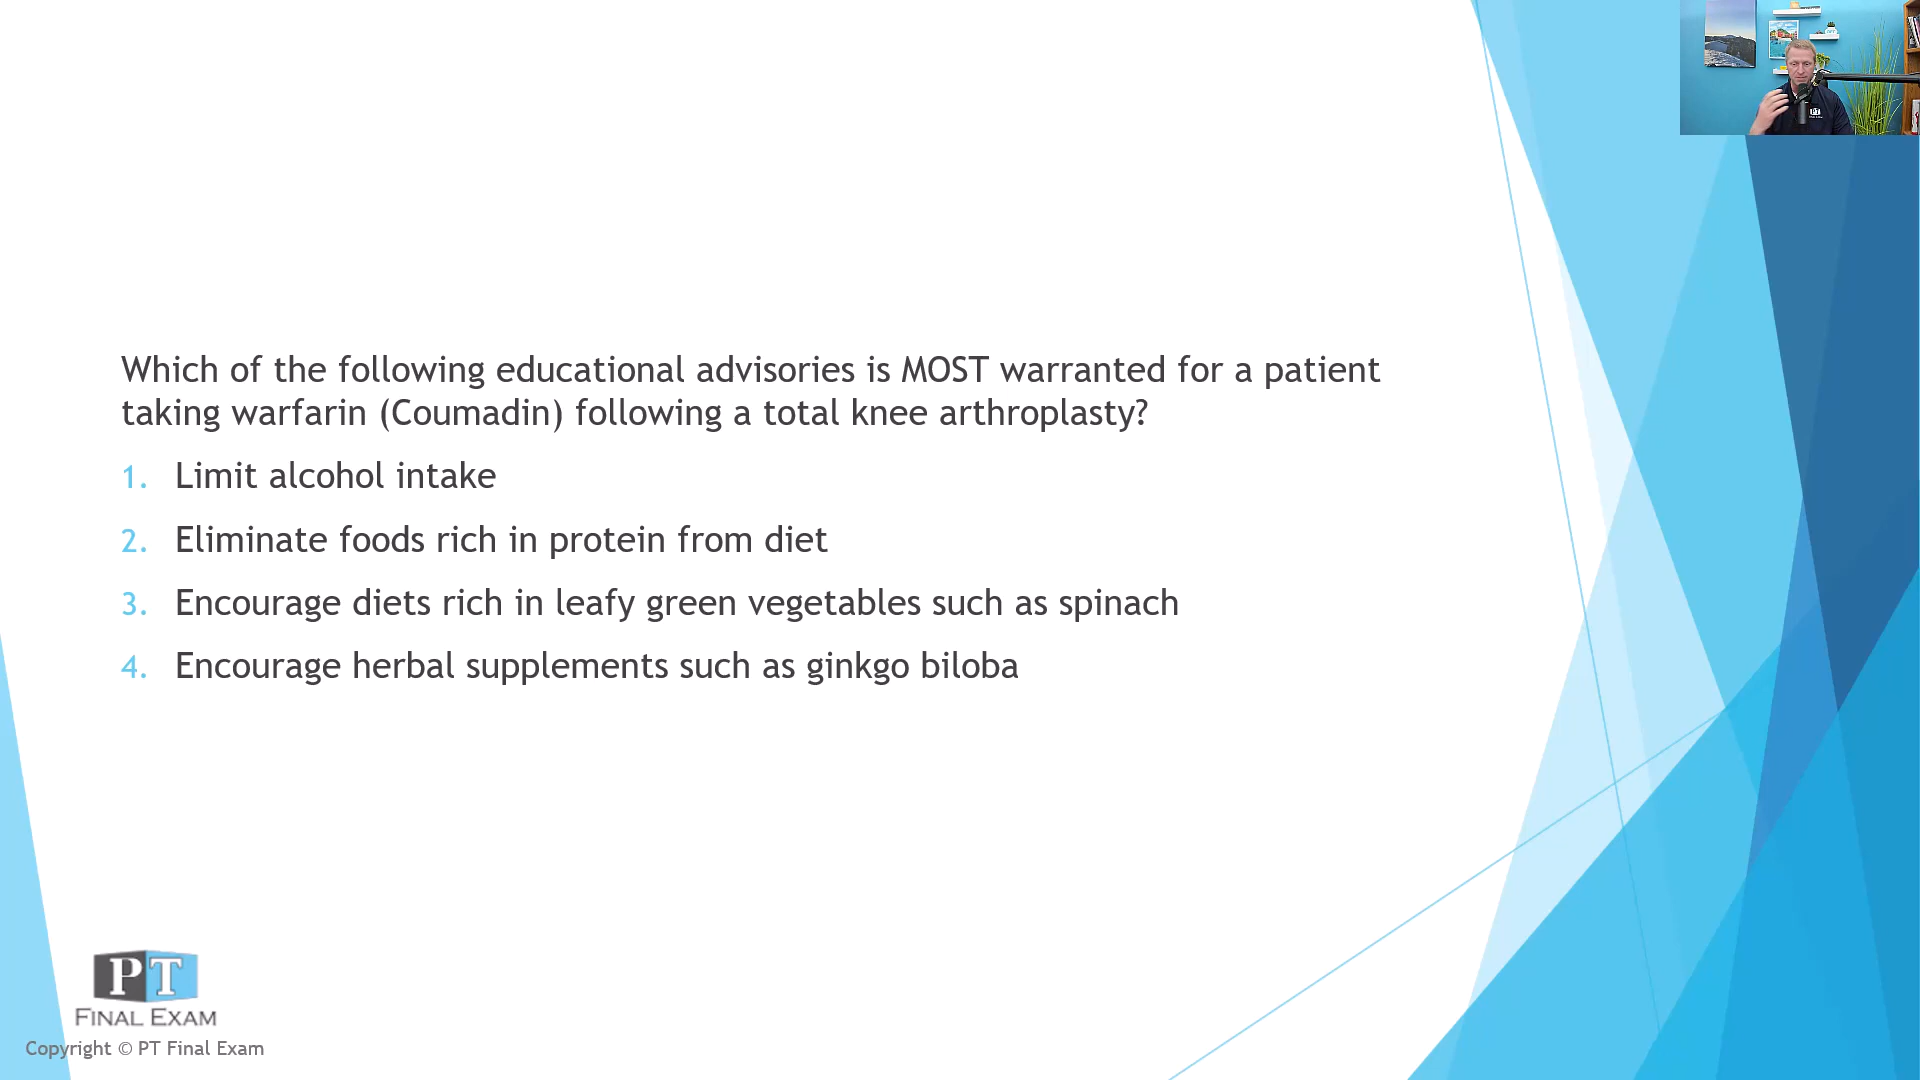 Which of the following educational advisories is MOST warranted for a patient
taking warfarin (Coumadin) following a total knee arthroplasty?
1. Limit alcohol intake
2. Eliminate foods rich in protein from diet
3. Encourage diets rich in leafy green vegetables such as spinach
4. Encourage herbal supplements such as ginkgo biloba
PT
FINAL EXAM
Copyright © PT Final Exam